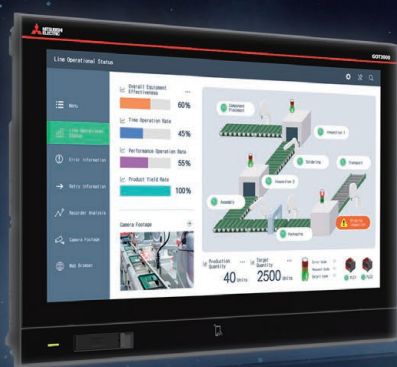 MITSUBISHI
ELECTRIC
GOT3000
Line Operational Status
Menu
Line Operational
Status
Error Information
Retry Information
Recorder Analysis
Camera Footage
Web Browser
Overall Equipment
Effectiveness
60%
Time Operation Rate
45%
Performance Operation
Rate
55%
Product Yield Rate
100%
Camera Footage
Component
Placement
Inspection 1
Soldering
Transport
Inspection 2
Assembly
Packaging
Production
Quantity
40 Units
Target
Quantity
2500 Units